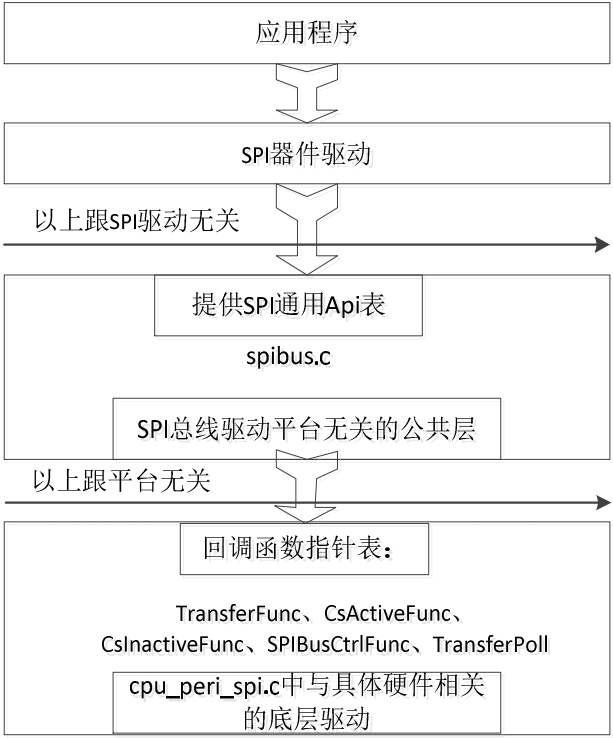 应用程序
SPI器件驱动
以上跟SPI驱动无关
提供SPI通用Api表
spibus.c
SPI总线驱动平台无关的公共层
以上跟平台无关
回调函数指针表：
TransferFunc、CsActiveFunc、
CsInactiveFunc、SPIBusCtrlFunc、TransferPoll
cpu_peri_spi.c中与具体硬件相关
的底层驱动